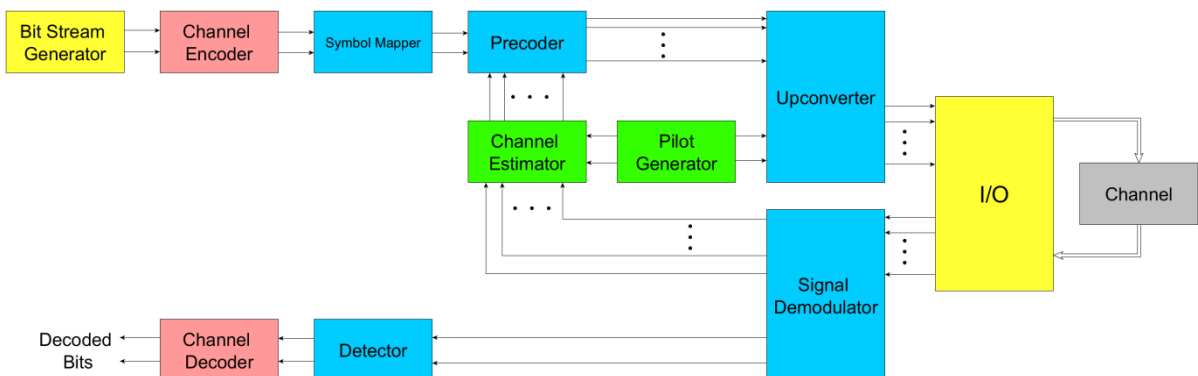 Bit Stream
Generator
Channel
Encoder
Symbol Mapper
Precoder
Upconverter
Channel
Estimator
Pilot
Generator
I/O
Channel
Signal
Demodulator
Decoded
Bits
Channel
Decoder
Detector